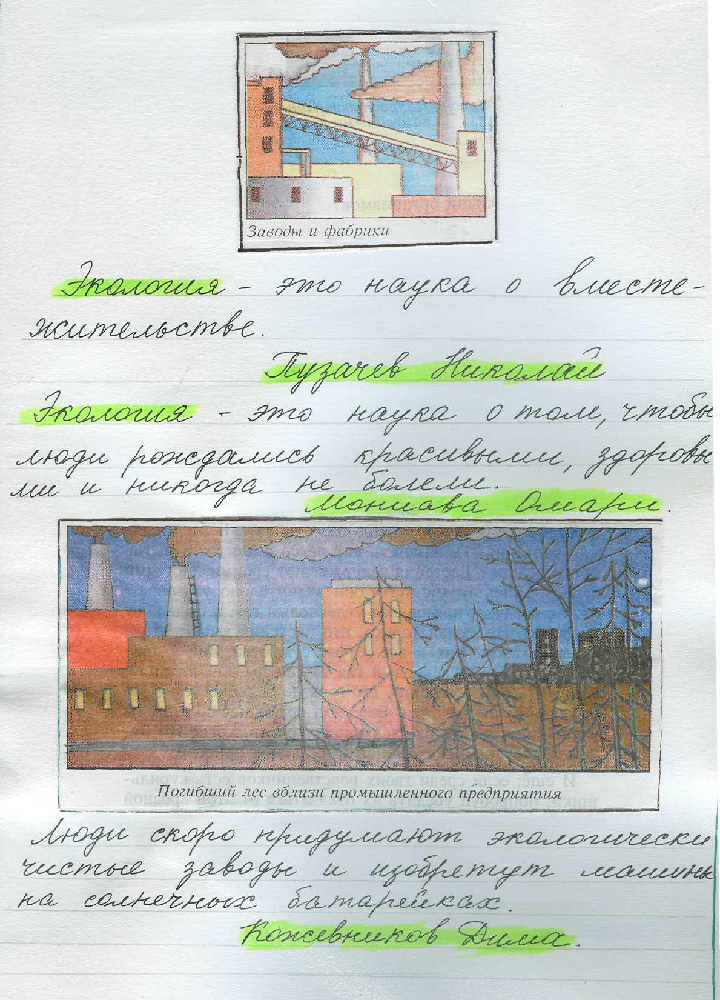 Заводы и фабрики
Экология - это наука о вместе-
жительстве.
Пузачев Николай
Экология - это наука о том, чтобы
люди рождались красивыми, здоровы
ми и никогда не болели.
Мониава Омари.
Погибший лес вблизи промышленного предприятия
Люди скоро придумают экологически
чистые заводы и изобретут машины
на солнечных батарейках.
Кожевников Дима.